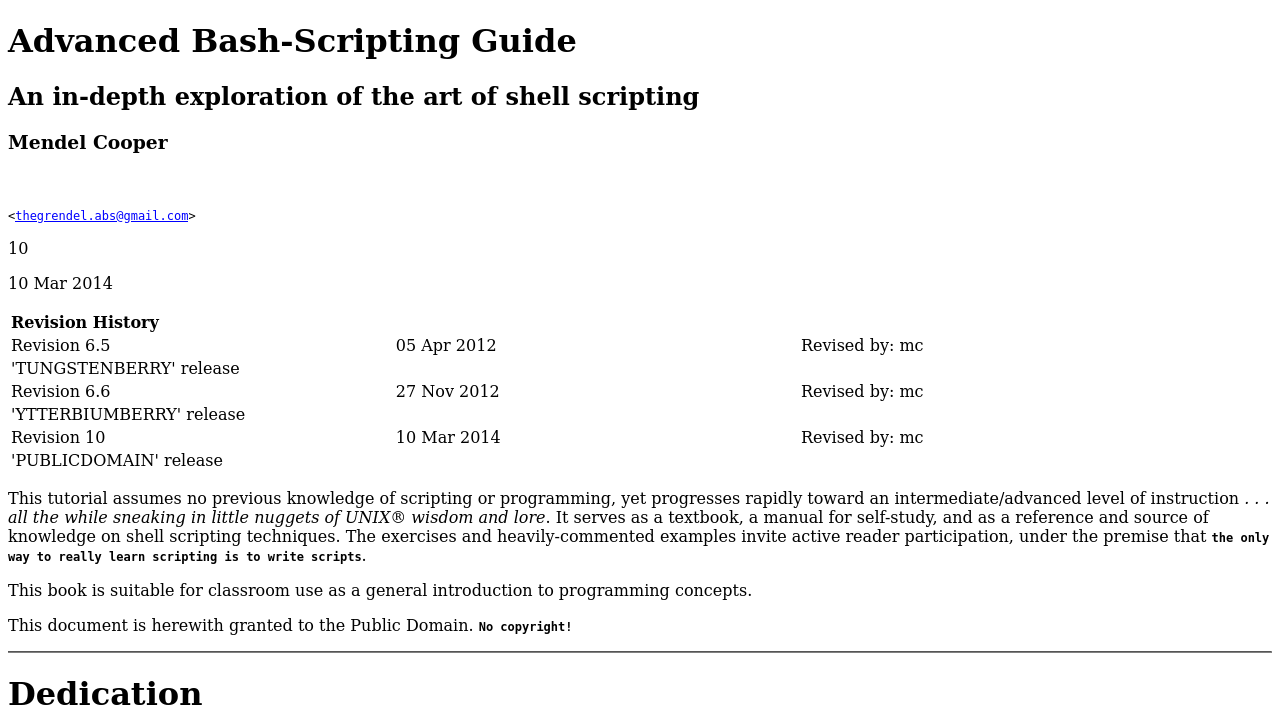 Advanced Bash-Scripting Guide
An in-depth exploration of the art of shell scripting
Mendel Cooper
<thegrendel.abs@gmail.com>
10
10 Mar 2014
Revision History
Revision 6.5 05 Apr 2012 Revised by: mc
'TUNGSTENBERRY' release
Revision 6.6 27 Nov 2012 Revised by: mc
'YTTERBIUMBERRY' release
Revision 10 10 Mar 2014 Revised by: mc
'PUBLICDOMAIN' release
This tutorial assumes no previous knowledge of scripting or programming, yet progresses rapidly toward an intermediate/advanced level of instruction . . .
all the while sneaking in little nuggets of UNIX® wisdom and lore. It serves as a textbook, a manual for self-study, and as a reference and source of
knowledge on shell scripting techniques. The exercises and heavily-commented examples invite active reader participation, under the premise that the only
way to really learn scripting is to write scripts.
This book is suitable for classroom use as a general introduction to programming concepts.
This document is herewith granted to the Public Domain. No copyright!
Dedication